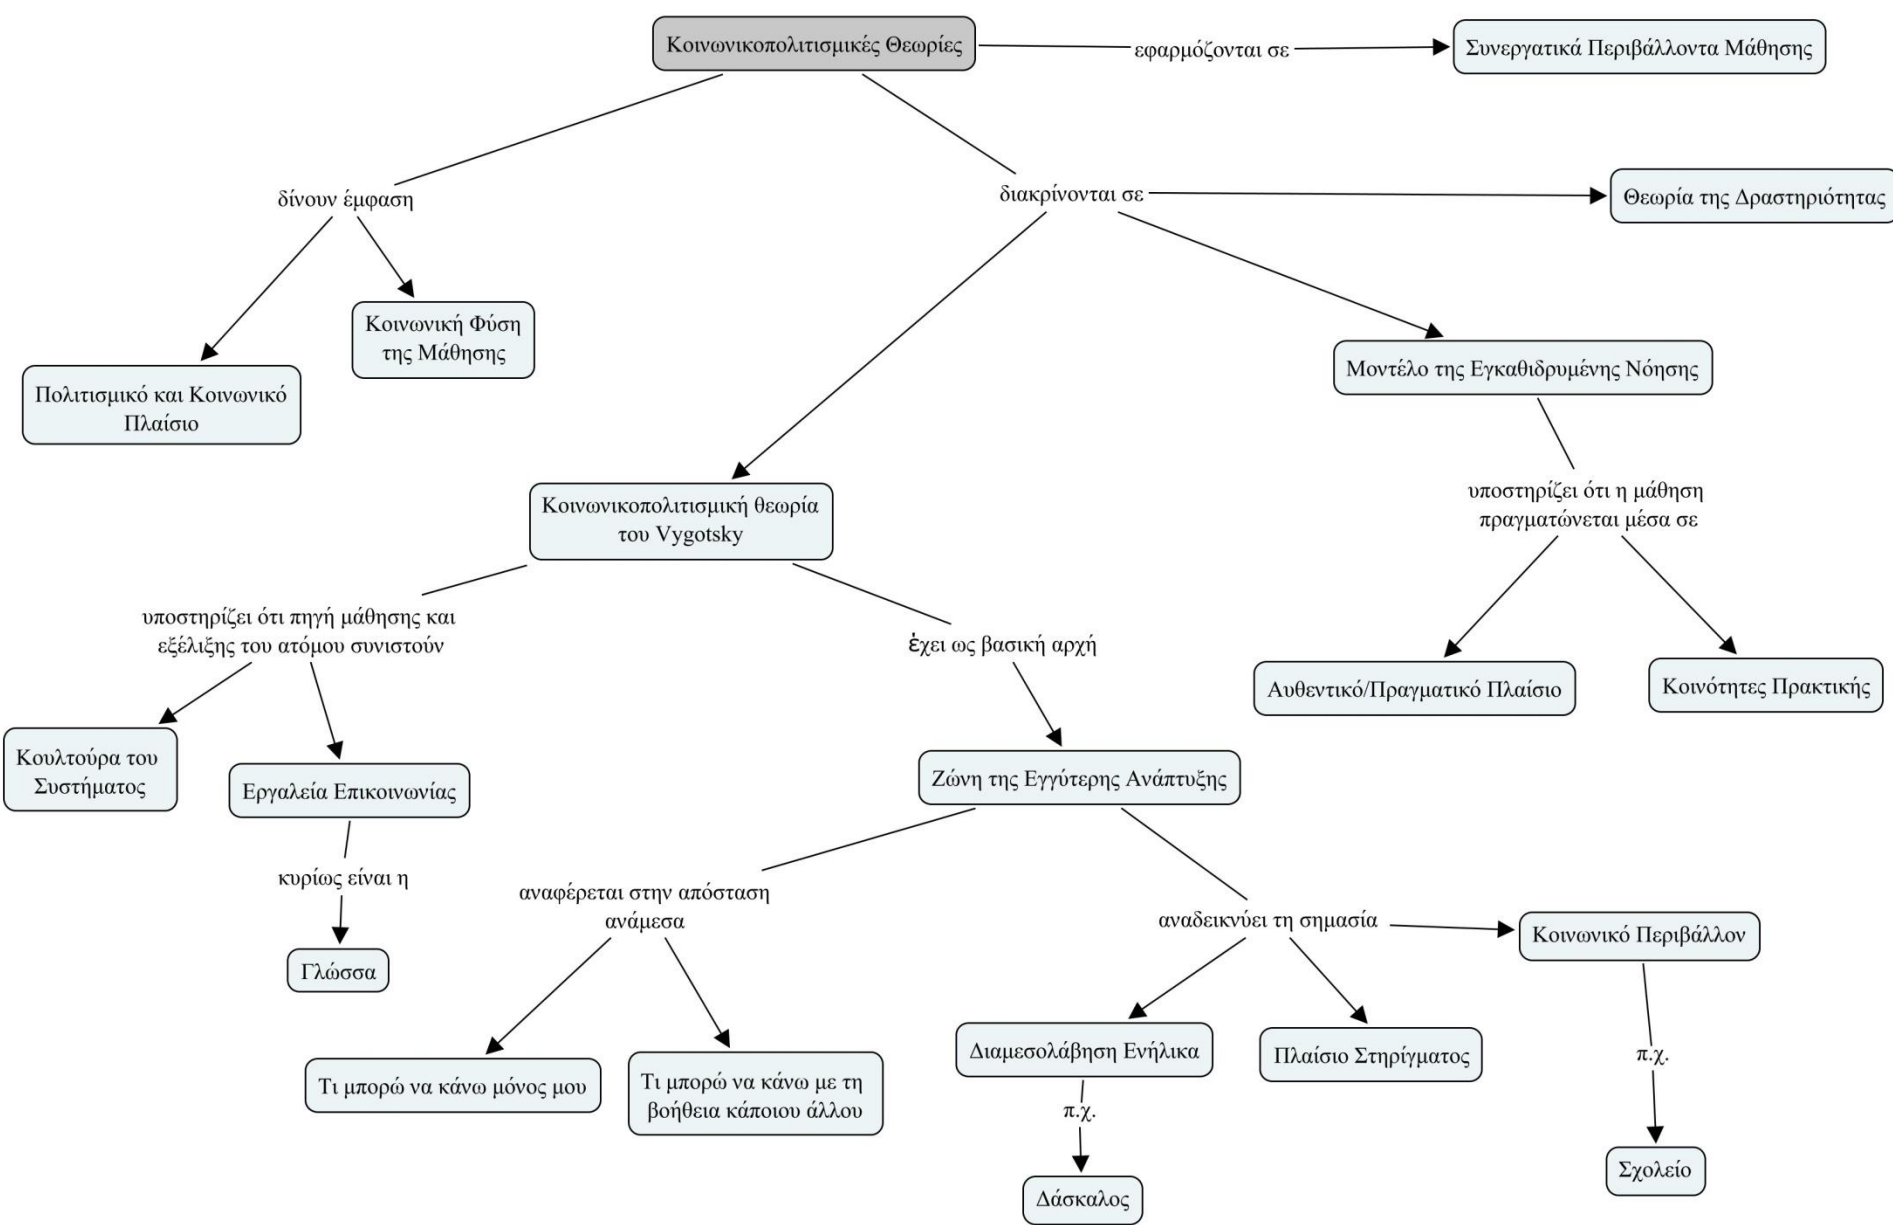 Κοινωνικοπολιτισμικές Θεωρίες
εφαρμόζονται σε
Συνεργατικά Περιβάλλοντα Μάθησης
δίνουν έμφαση
διακρίνονται σε
Θεωρία της Δραστηριότητας
Κοινωνική Φύση
της Μάθησης
Πολιτισμικό και Κοινωνικό
Πλαίσιο
Μοντέλο της Εγκαθιδρυμένης Νόησης
Κοινωνικοπολιτισμική θεωρία
του Vygotsky
υποστηρίζει ότι η μάθηση
πραγματώνεται μέσα σε
υποστηρίζει ότι πηγή μάθησης και
εξέλιξης του ατόμου συνιστούν
έχει ως βασική αρχή
Αυθεντικό/Πραγματικό Πλαίσιο
Κοινότητες Πρακτικής
Κουλτούρα του
Συστήματος
Εργαλεία Επικοινωνίας
Ζώνη της Εγγύτερης Ανάπτυξης
κυρίως είναι η
αναφέρεται στην απόσταση
ανάμεσα
αναδεικνύει τη σημασία
Κοινωνικό Περιβάλλον
Γλώσσα
Τι μπορώ να κάνω μόνος μου
Τι μπορώ να κάνω με τη
βοήθεια κάποιου άλλου
Διαμεσολάβηση Ενήλικα
Πλαίσιο Στηρίγματος
π.χ.
π.χ.
Δάσκαλος
Σχολείο